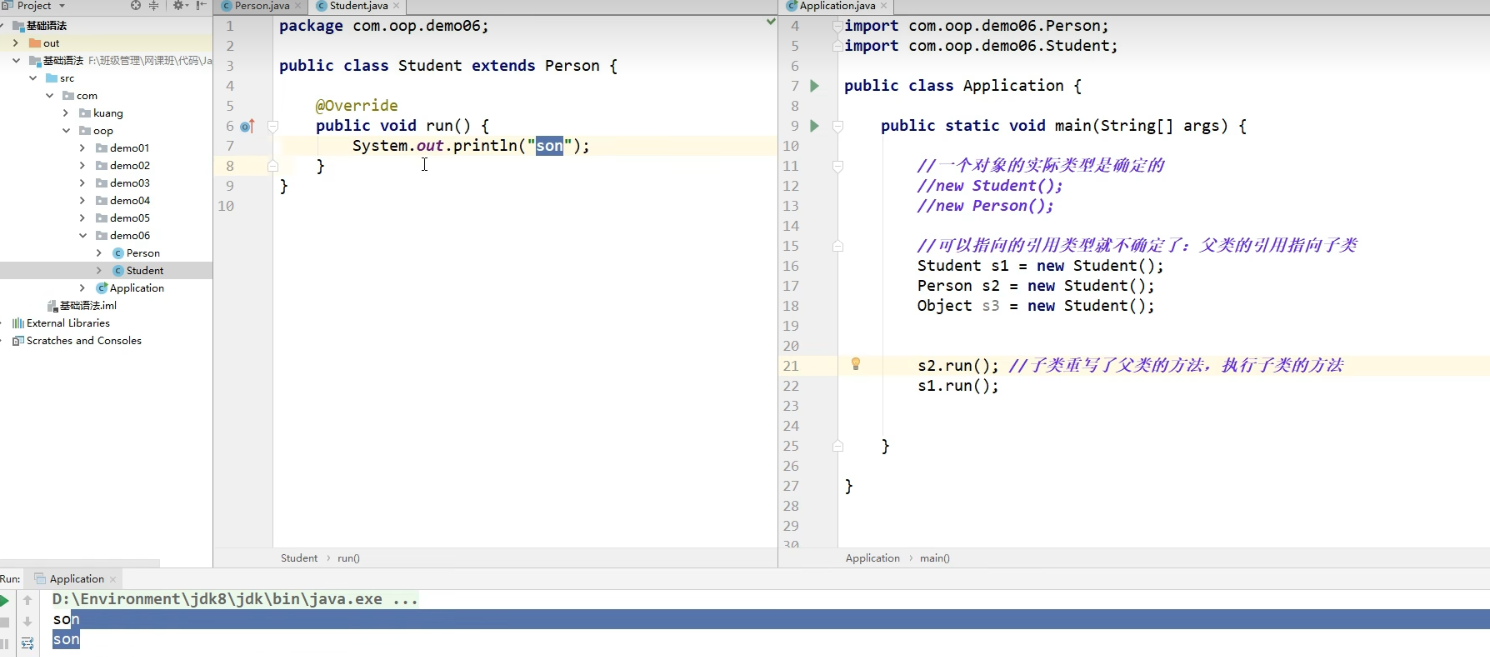 Project
基础语法
out
基础语法 F:\班级管理\网课班\代码\Ja
src
com
kuang
oop
demo01
demo02
demo03
demo04
demo05
demo06
Person
Student
Application
基础语法.iml
External Libraries
Scratches and Consoles
Person.java
Student.java
1 package com.oop.demo06;
2
3 public class Student extends Person {
4
5 @Override
6 public void run() {
7 System.out.println("son");
8 }
9 }
10
Student › run()
Application.java
4 import com.oop.demo06.Person;
5 import com.oop.demo06.Student;
6
7 public class Application {
8
9 public static void main(String[] args) {
10
11 //一个对象的实际类型是确定的
12 //new Student();
13 //new Person();
14
15 //可以指向的引用类型就不确定了：父类的引用指向子类
16 Student s1 = new Student();
17 Person s2 = new Student();
18 Object s3 = new Student();
19
20
21 s2.run(); //子类重写了父类的方法，执行子类的方法
22 s1.run();
23
24
25 }
26
27 }
28
29
30
Application › main()
Run: Application
D:\Environment\jdk8\jdk\bin\java.exe ...
son
son